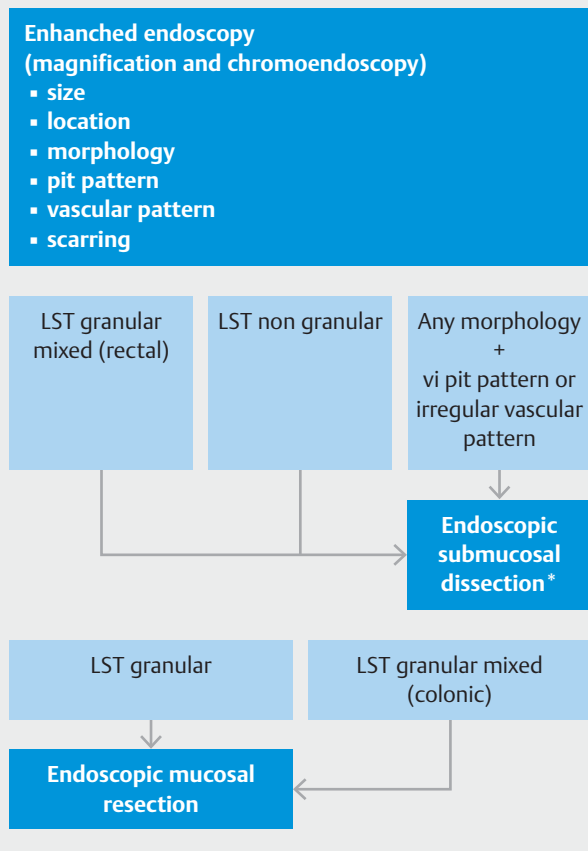 Enhanched endoscopy
(magnification and chromoendoscopy)
▪ size
▪ location
▪ morphology
▪ pit pattern
▪ vascular pattern
▪ scarring
LST granular
mixed (rectal)
LST non granular
Any morphology
+
vi pit pattern or
irregular vascular
pattern
Endoscopic
submucosal
dissection*
LST granular
LST granular mixed
(colonic)
Endoscopic mucosal
resection